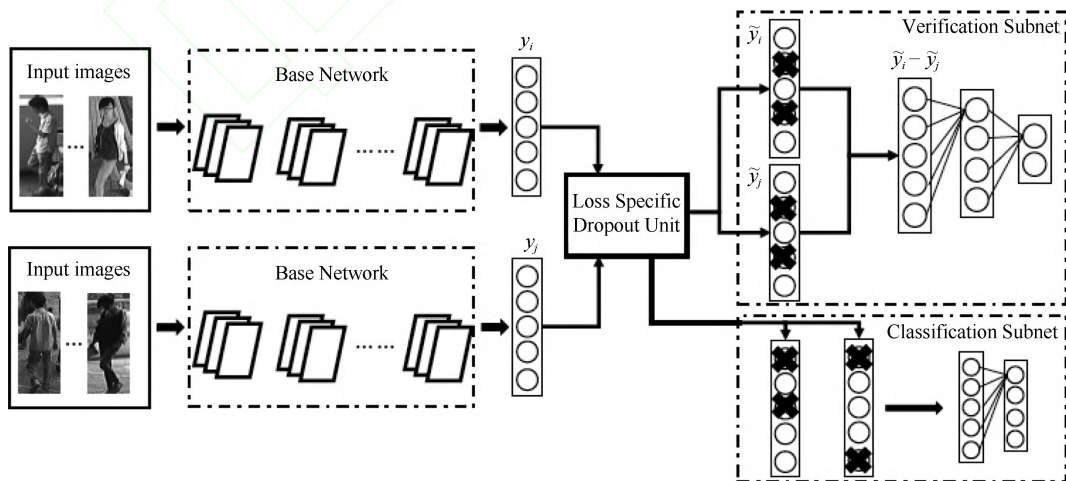 Input images
...
Base Network
... ...
y_i
Loss Specific
Dropout Unit
Verification Subnet
ỹ_i
ỹ_i − ỹ_j
ỹ_j
Input images
...
Base Network
... ...
y_j
Classification Subnet